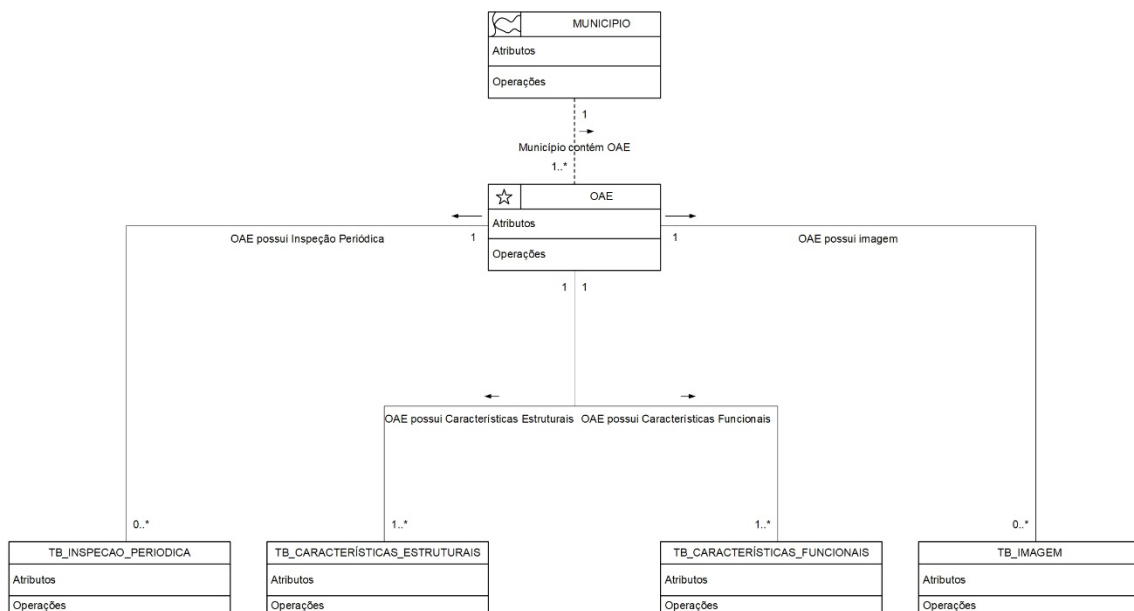 MUNICIPIO
Atributos
Operações
1
Município contém OAE
1..*
OAE
Atributos
Operações
OAE possui Inspeção Periódica
1
1
OAE possui imagem
1
1
OAE possui Características Estruturais
OAE possui Características Funcionais
0..*
1..*
1..*
0..*
TB_INSPECAO_PERIODICA
TB_CARACTERÍSTICAS_ESTRUTURAIS
TB_CARACTERÍSTICAS_FUNCIONAIS
TB_IMAGEM
Atributos
Atributos
Atributos
Atributos
Operações
Operações
Operações
Operações